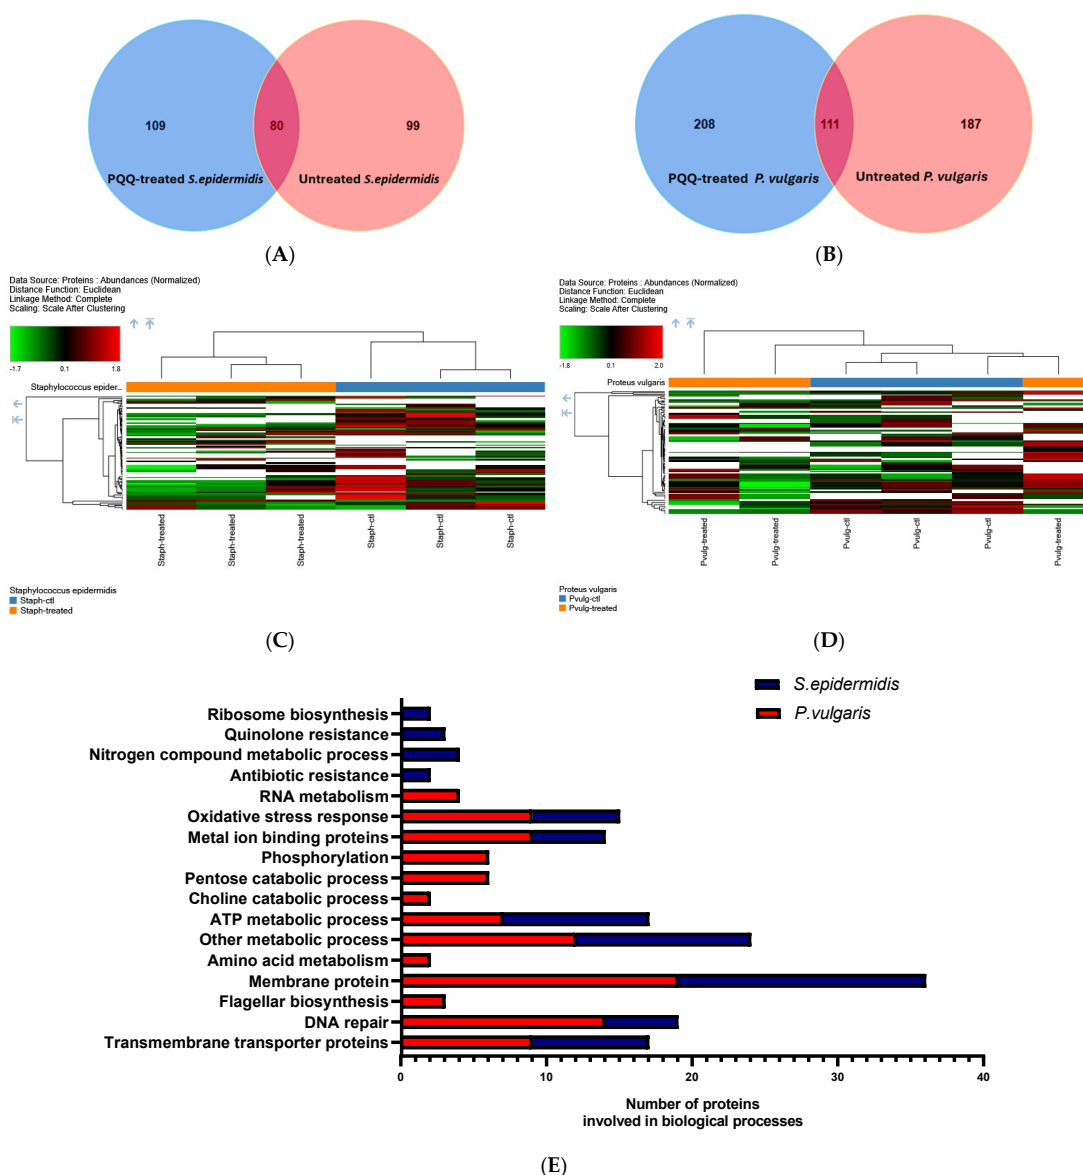 109
80
99
PQQ-treated S.epidermidis
Untreated S.epidermidis
(A)
208
111
187
PQQ-treated P. vulgaris
Untreated P. vulgaris
(B)
Data Source: Proteins : Abundances (Normalized)
Distance Function: Euclidean
Linkage Method: Complete
Scaling: Scale After Clustering
-1.7
0.1
1.8
Staphylococcus epider...
Staph-treated
Staph-treated
Staph-treated
Staph-ctl
Staph-ctl
Staph-ctl
Staphylococcus epidermidis
Staph-ctl
Staph-treated
(C)
Data Source: Proteins : Abundances (Normalized)
Distance Function: Euclidean
Linkage Method: Complete
Scaling: Scale After Clustering
-1.8
0.1
2.0
Proteus vulgaris
Pvulg-treated
Pvulg-treated
Pvulg-ctl
Pvulg-ctl
Pvulg-ctl
Pvulg-treated
Proteus vulgaris
Pvulg-ctl
Pvulg-treated
(D)
S.epidermidis
P.vulgaris
Ribosome biosynthesis
Quinolone resistance
Nitrogen compound metabolic process
Antibiotic resistance
RNA metabolism
Oxidative stress response
Metal ion binding proteins
Phosphorylation
Pentose catabolic process
Choline catabolic process
ATP metabolic process
Other metabolic process
Amino acid metabolism
Membrane protein
Flagellar biosynthesis
DNA repair
Transmembrane transporter proteins
0
10
20
30
40
Number of proteins
involved in biological processes
(E)